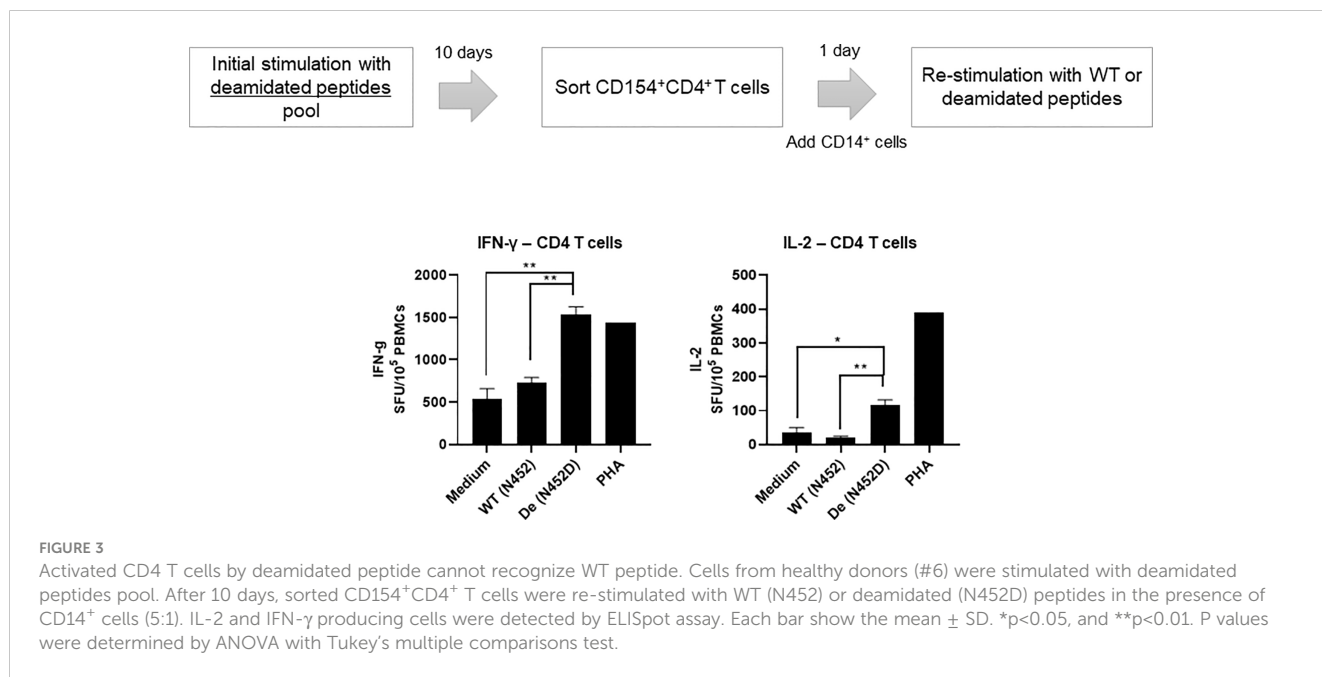 Initial stimulation with
deamidated peptides
pool
10 days
Sort CD154⁺CD4⁺ T cells
1 day
Add CD14⁺ cells
Re-stimulation with WT or
deamidated peptides
IFN-γ – CD4 T cells
IFN-g
SFU/10⁵ PBMCs
2000
1500
1000
500
0
**
**
Medium
WT (N452)
De (N452D)
PHA
IL-2 – CD4 T cells
IL-2
SFU/10⁵ PBMCs
500
400
300
200
100
0
*
**
Medium
WT (N452)
De (N452D)
PHA
FIGURE 3
Activated CD4 T cells by deamidated peptide cannot recognize WT peptide. Cells from healthy donors (#6) were stimulated with deamidated
peptides pool. After 10 days, sorted CD154⁺CD4⁺ T cells were re-stimulated with WT (N452) or deamidated (N452D) peptides in the presence of
CD14⁺ cells (5:1). IL-2 and IFN-γ producing cells were detected by ELISpot assay. Each bar show the mean ± SD. *p<0.05, and **p<0.01. P values
were determined by ANOVA with Tukey's multiple comparisons test.